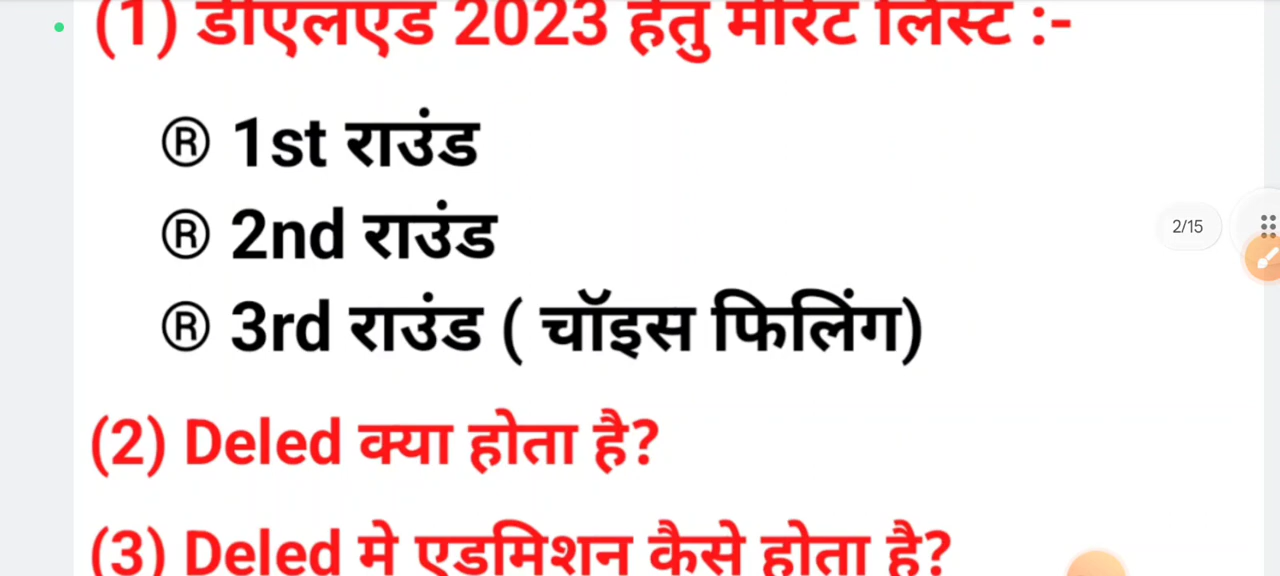 (1) डीएलएड 2023 हेतु मेरिट लिस्ट :-
® 1st राउंड
® 2nd राउंड
2/15
® 3rd राउंड ( चॉइस फिलिंग)
(2) Deled क्या होता है?
(3) Deled मे एडमिशन कैसे होता है?